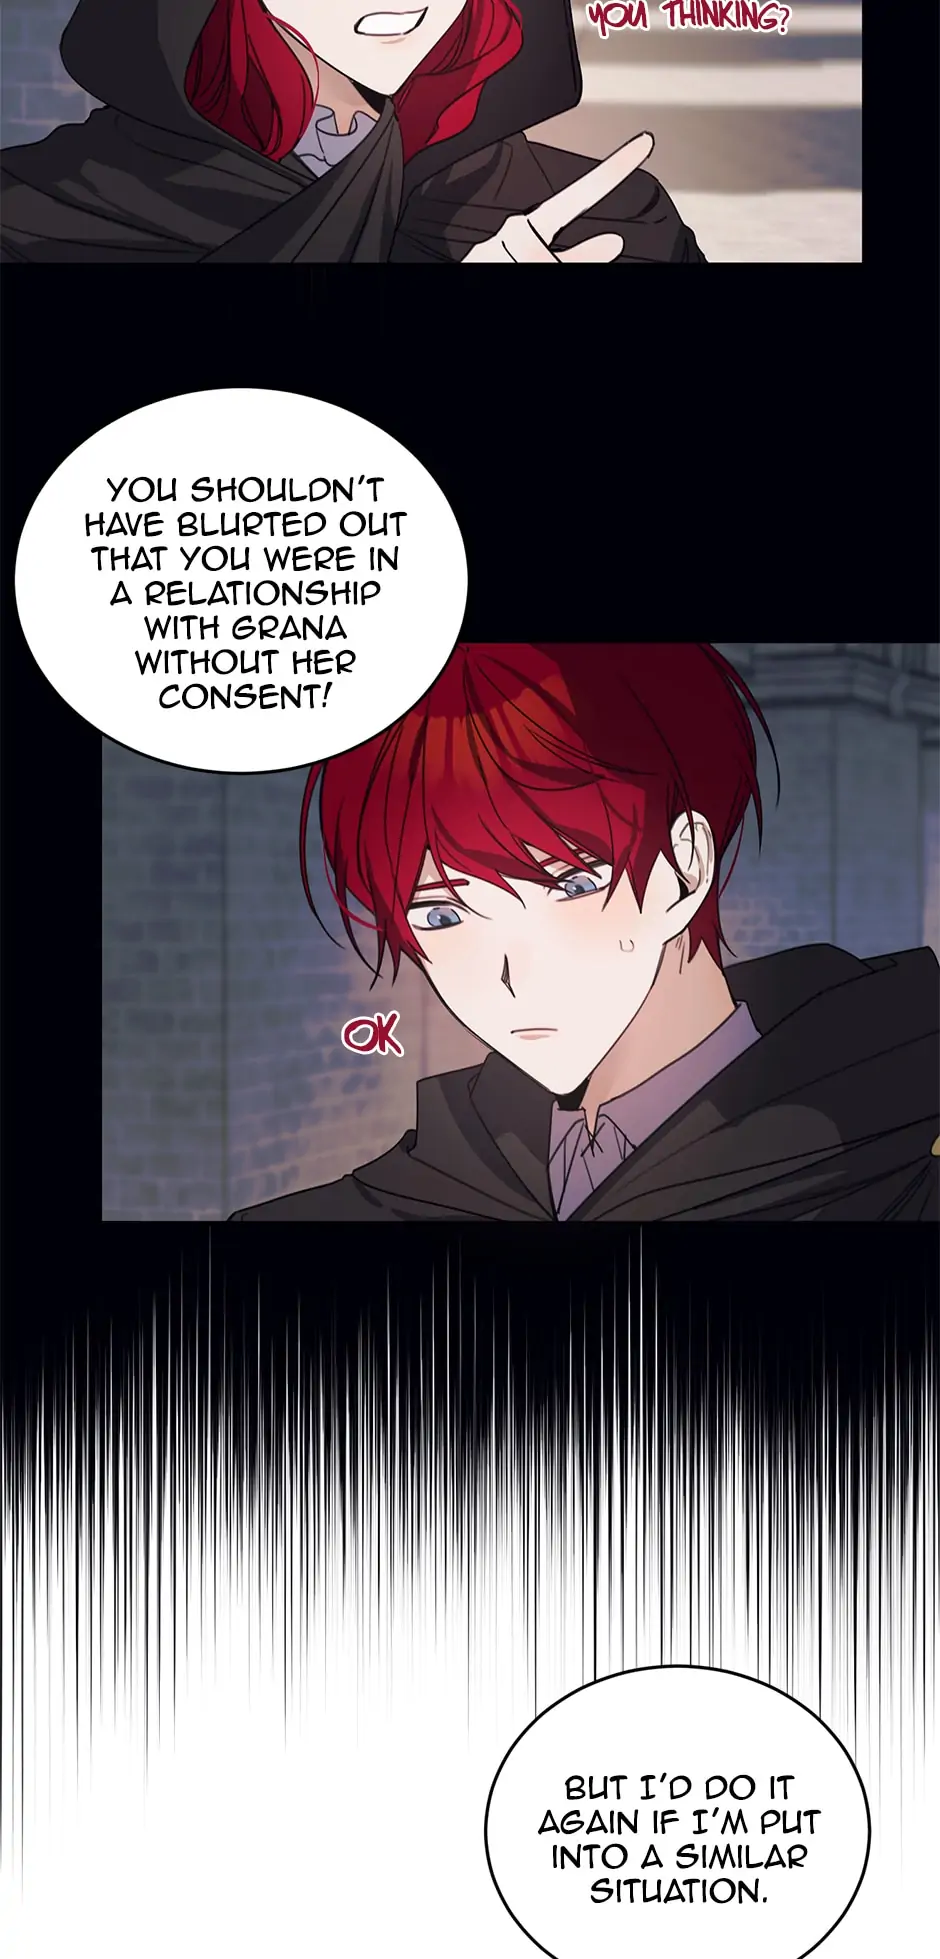 YOU THINKING?
YOU SHOULDN'T
HAVE BLURTED OUT
THAT YOU WERE IN
A RELATIONSHIP
WITH GRANA
WITHOUT HER
CONSENT!
OK
BUT I'D DO IT
AGAIN IF I'M PUT
INTO A SIMILAR
SITUATION.